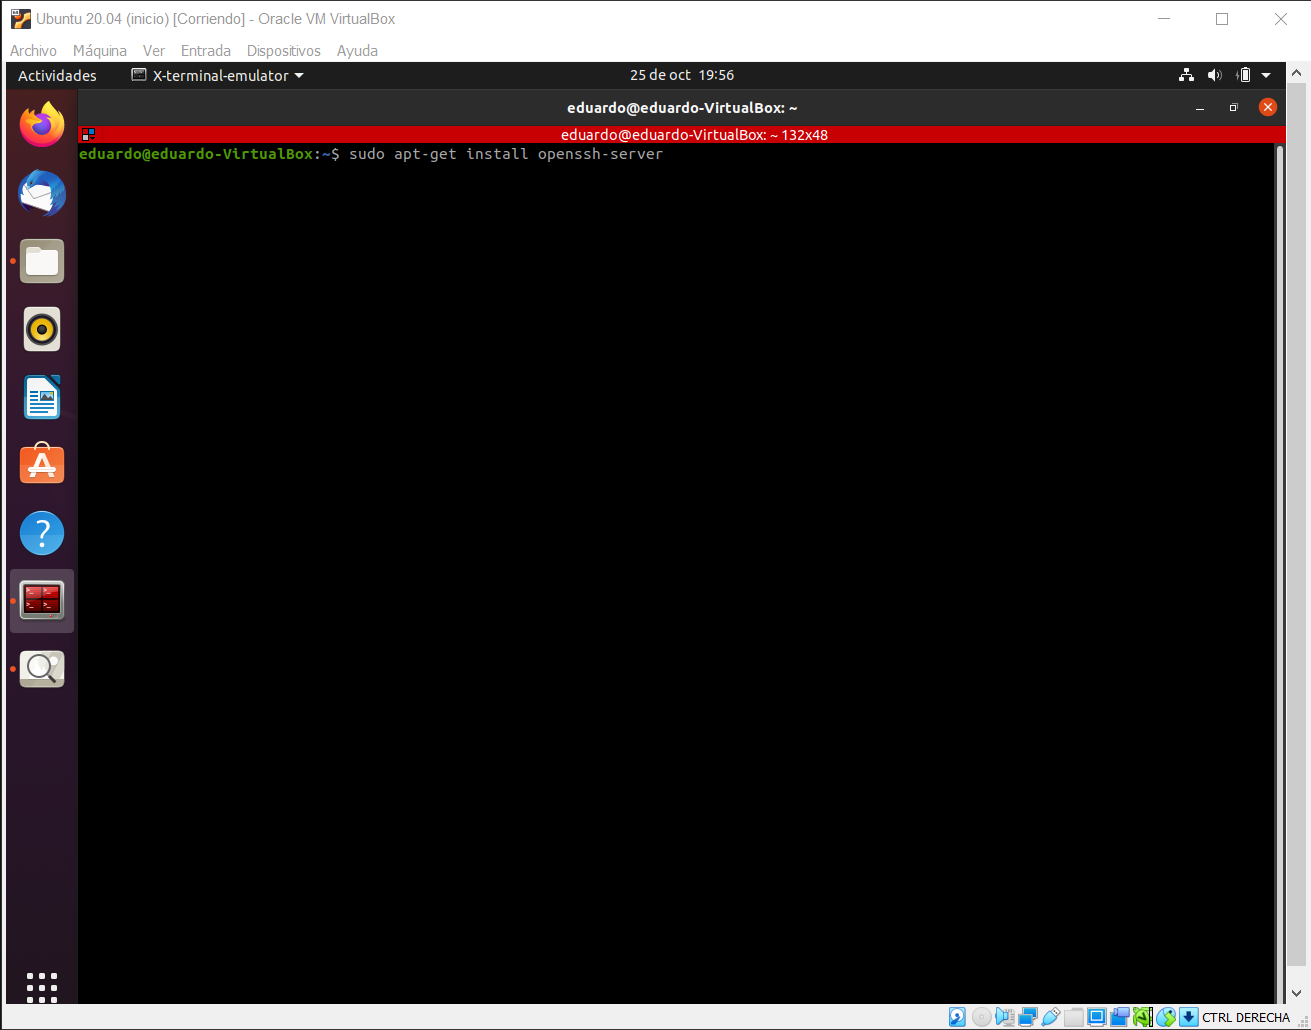 Ubuntu 20.04 (inicio) [Corriendo] - Oracle VM VirtualBox
Archivo Máquina Ver Entrada Dispositivos Ayuda
Actividades X-terminal-emulator 25 de oct 19:56
eduardo@eduardo-VirtualBox: ~
eduardo@eduardo-VirtualBox: ~ 132x48
eduardo@eduardo-VirtualBox:~$ sudo apt-get install openssh-server
CTRL DERECHA